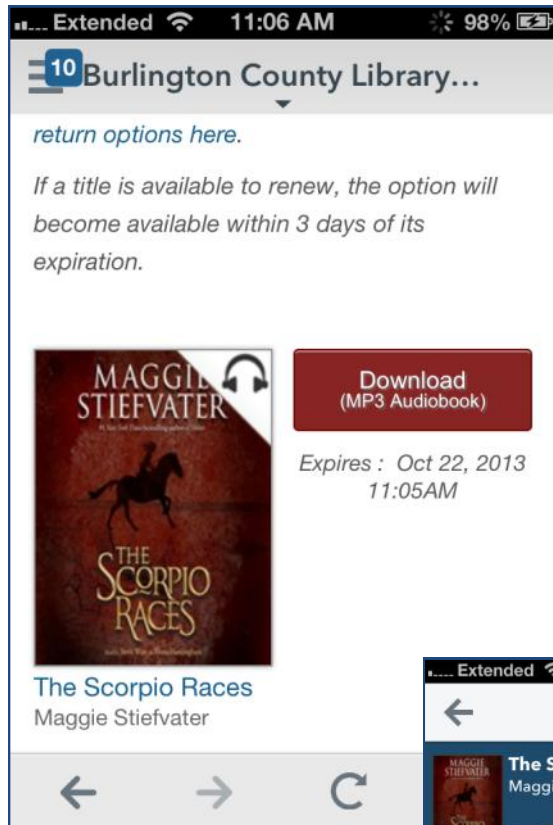 Extended 11:06 AM 98%
10 Burlington County Library...
return options here.
If a title is available to renew, the option will
become available within 3 days of its
expiration.
MAGGIE
STIEFVATER
THE
SCORPIO
RACES
Download
(MP3 Audiobook)
Expires : Oct 22, 2013
11:05AM
The Scorpio Races
Maggie Stiefvater
Extended
MAGGIE
STIEFVATER
The S
Maggi